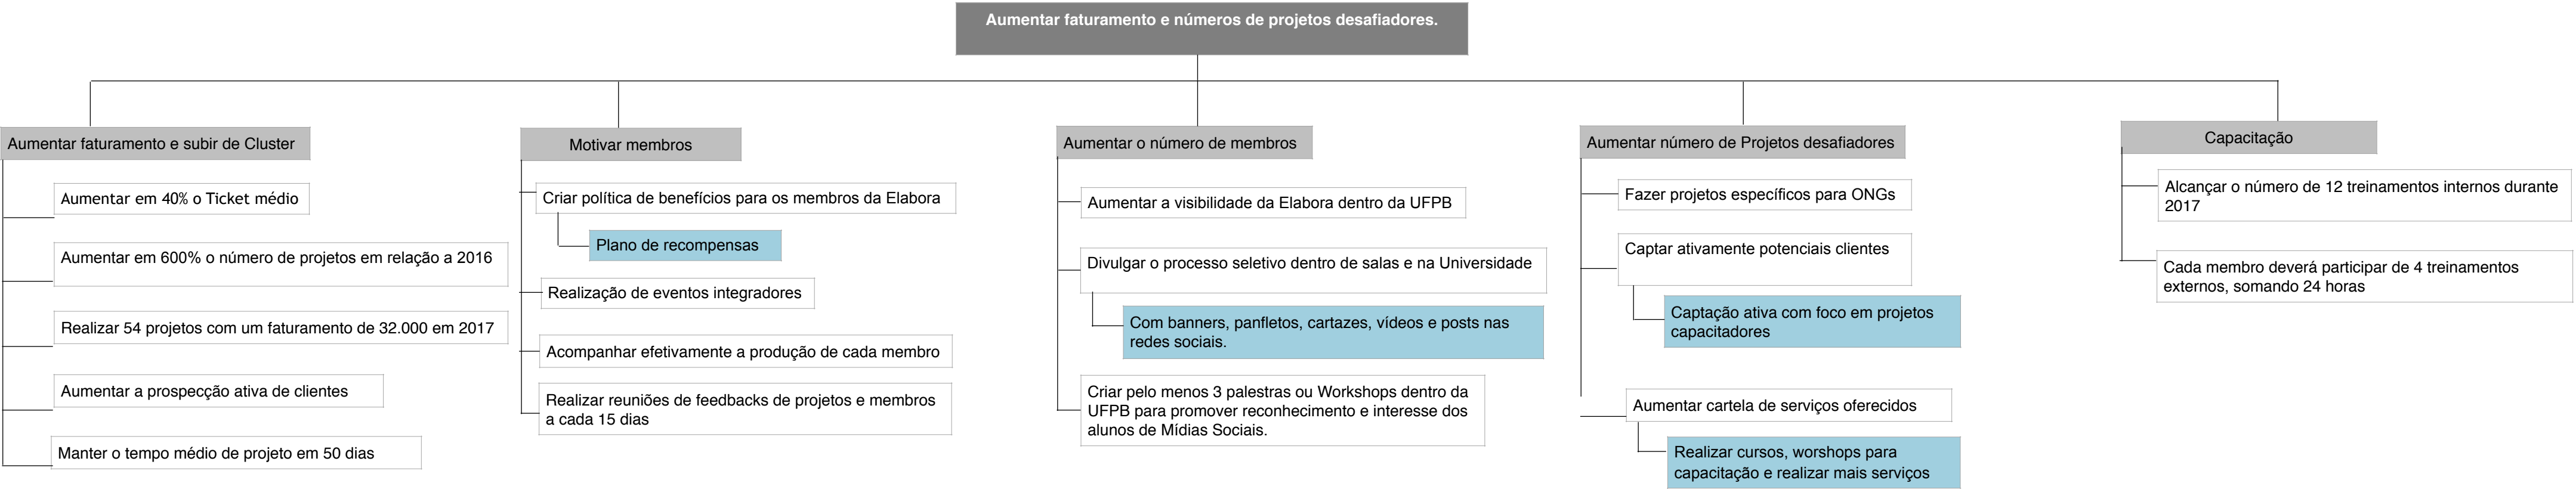 Aumentar faturamento e números de projetos desafiadores.
Aumentar faturamento e subir de Cluster
Aumentar em 40% o Ticket médio
Aumentar em 600% o número de projetos em relação a 2016
Realizar 54 projetos com um faturamento de 32.000 em 2017
Aumentar a prospecção ativa de clientes
Manter o tempo médio de projeto em 50 dias
Motivar membros
Criar política de benefícios para os membros da Elabora
Plano de recompensas
Realização de eventos integradores
Acompanhar efetivamente a produção de cada membro
Realizar reuniões de feedbacks de projetos e membros
a cada 15 dias
Aumentar o número de membros
Aumentar a visibilidade da Elabora dentro da UFPB
Divulgar o processo seletivo dentro de salas e na Universidade
Com banners, panfletos, cartazes, vídeos e posts nas
redes sociais.
Criar pelo menos 3 palestras ou Workshops dentro da
UFPB para promover reconhecimento e interesse dos
alunos de Mídias Sociais.
Aumentar número de Projetos desafiadores
Fazer projetos específicos para ONGs
Captar ativamente potenciais clientes
Captação ativa com foco em projetos
capacitadores
Aumentar cartela de serviços oferecidos
Realizar cursos, worshops para
capacitação e realizar mais serviços
Capacitação
Alcançar o número de 12 treinamentos internos durante
2017
Cada membro deverá participar de 4 treinamentos
externos, somando 24 horas